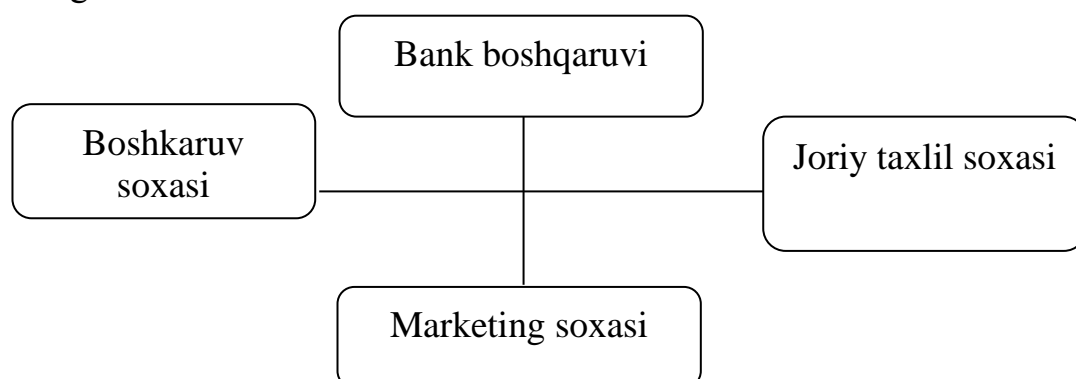 Bank boshqaruvi
Boshkaruv
soxasi
Joriy taxlil soxasi
Marketing soxasi